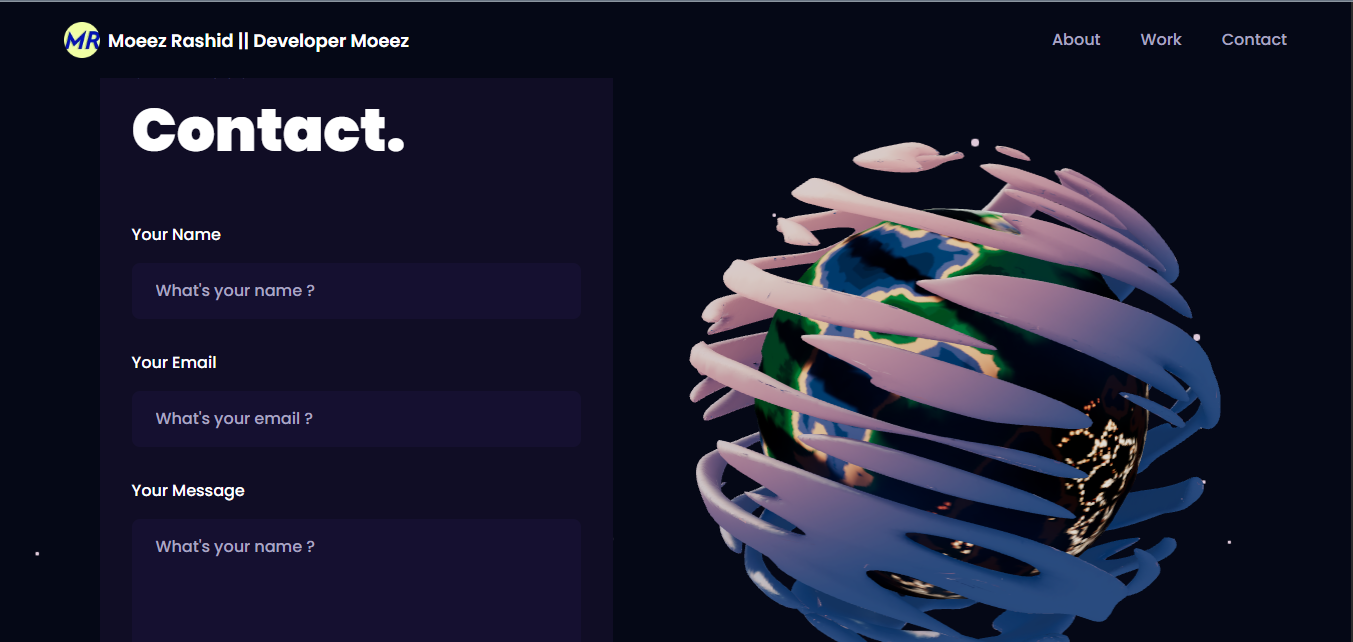 MR Moeez Rashid || Developer Moeez
About Work Contact
Contact.
Your Name
What's your name ?
Your Email
What's your email ?
Your Message
What's your name ?